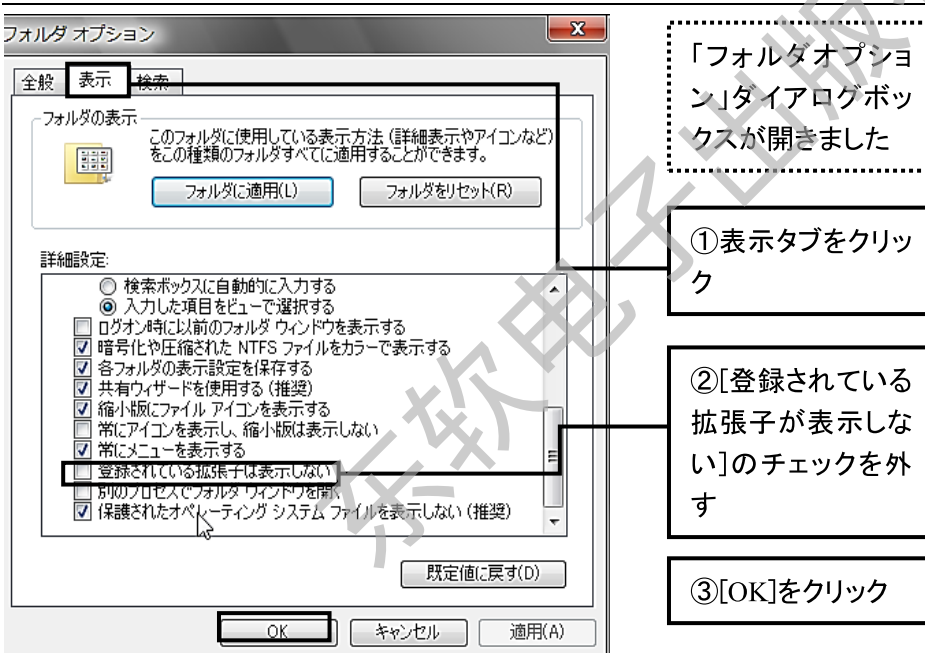 フォルダ オプション
全般 表示 検索
フォルダの表示
このフォルダに使用している表示方法 (詳細表示やアイコンなど)
をこの種類のフォルダすべてに適用することができます。
フォルダに適用(L) フォルダをリセット(R)
詳細設定:
検索ボックスに自動的に入力する
入力した項目をビューで選択する
ログオン時に以前のフォルダ ウィンドウを表示する
暗号化や圧縮された NTFS ファイルをカラーで表示する
各フォルダの表示設定を保存する
共有ウィザードを使用する (推奨)
縮小版にファイル アイコンを表示する
常にアイコンを表示し、縮小版は表示しない
常にメニューを表示する
登録されている拡張子は表示しない
別のプロセスでフォルダ ウィンドウを開く
保護されたオペレーティング システム ファイルを表示しない (推奨)
既定値に戻す(D)
OK キャンセル 適用(A)
「フォルダオプショ
ン」ダイアログボッ
クスが開きました
①表示タブをクリッ
ク
②[登録されている
拡張子が表示しな
い]のチェックを外
す
③[OK]をクリック
东软电子出版